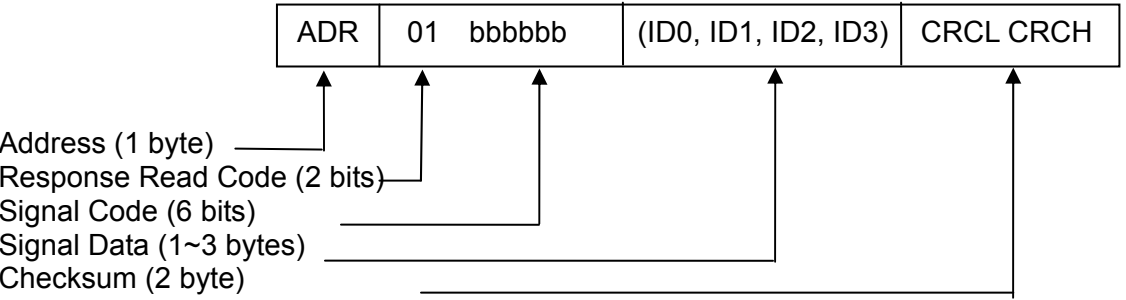 ADR 01 bbbbbb (ID0, ID1, ID2, ID3) CRCL CRCH
Address (1 byte)
Response Read Code (2 bits)
Signal Code (6 bits)
Signal Data (1~3 bytes)
Checksum (2 byte)